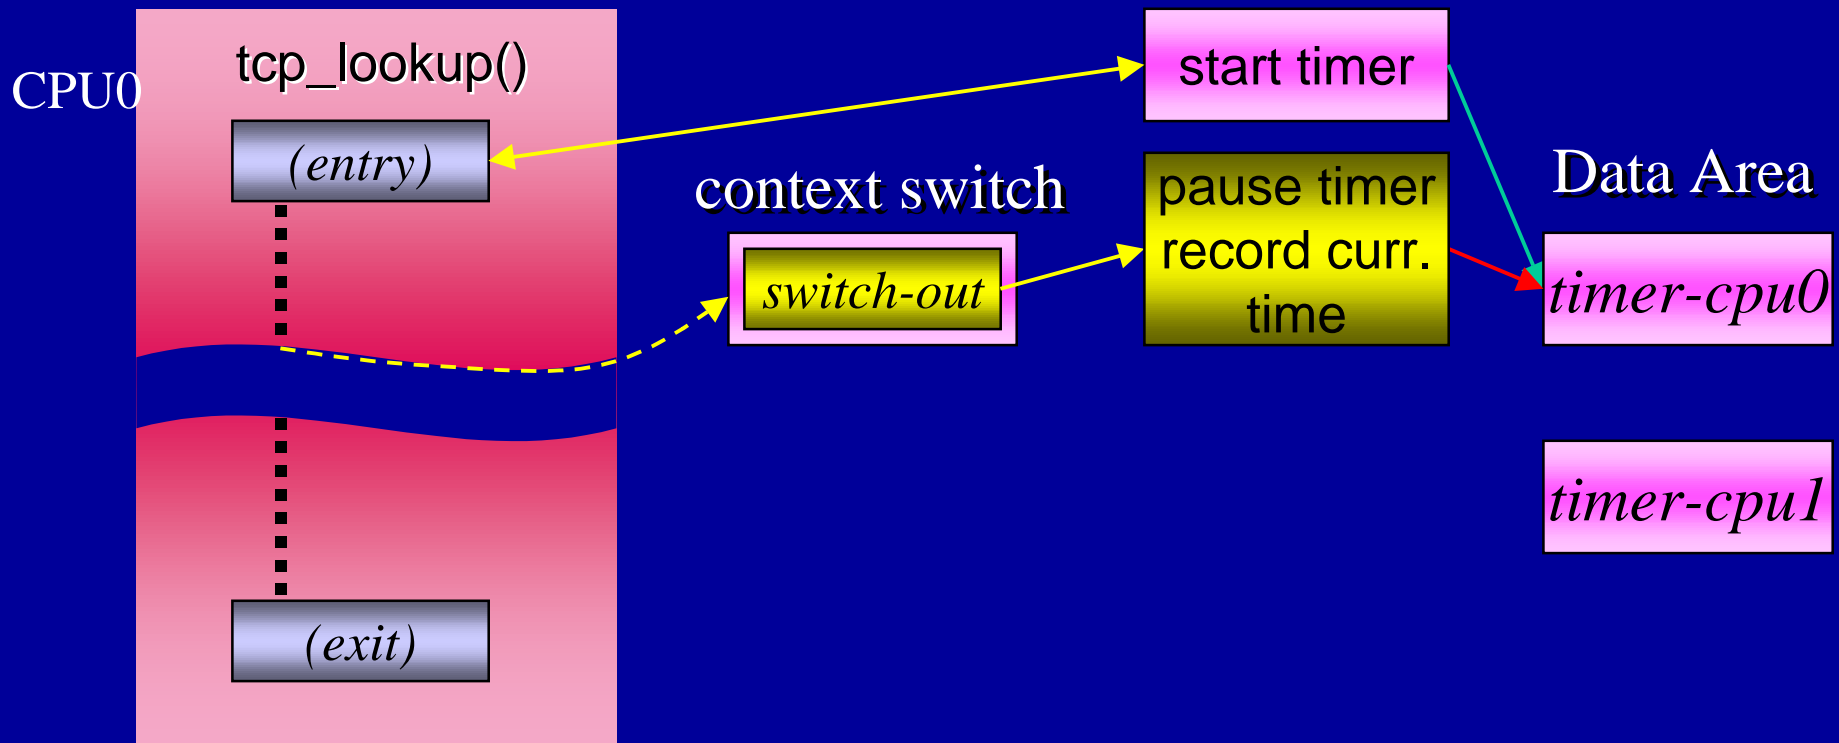 CPU0
tcp_lookup()
(entry)
(exit)
context switch
switch-out
start timer
pause timer
record curr.
time
Data Area
timer-cpu0
timer-cpu1